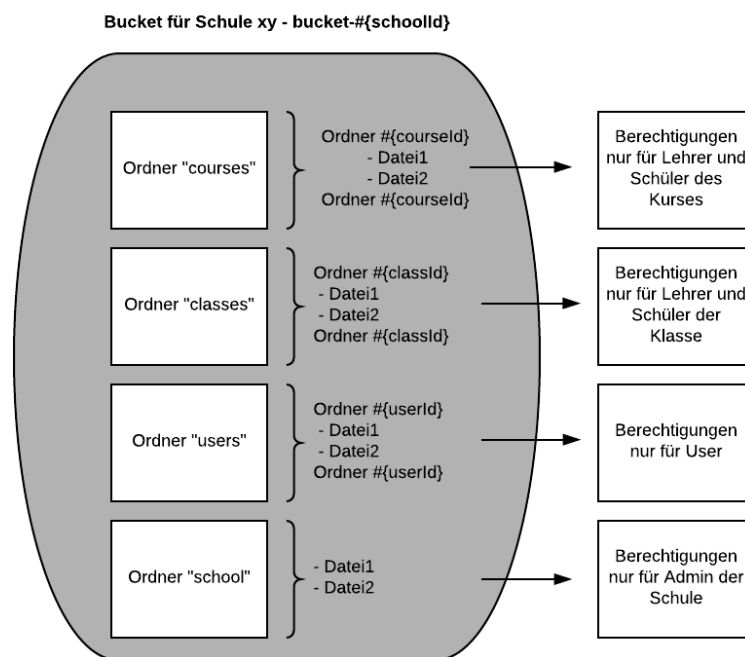 Bucket für Schule xy - bucket-#{schoolId}
Ordner "courses"
Ordner #{courseId}
- Datei1
- Datei2
Ordner #{courseId}
Berechtigungen
nur für Lehrer und
Schüler des
Kurses
Ordner "classes"
Ordner #{classId}
- Datei1
- Datei2
Ordner #{classId}
Berechtigungen
nur für Lehrer und
Schüler der
Klasse
Ordner "users"
Ordner #{userId}
- Datei1
- Datei2
Ordner #{userId}
Berechtigungen
nur für User
Ordner "school"
- Datei1
- Datei2
Berechtigungen
nur für Admin der
Schule